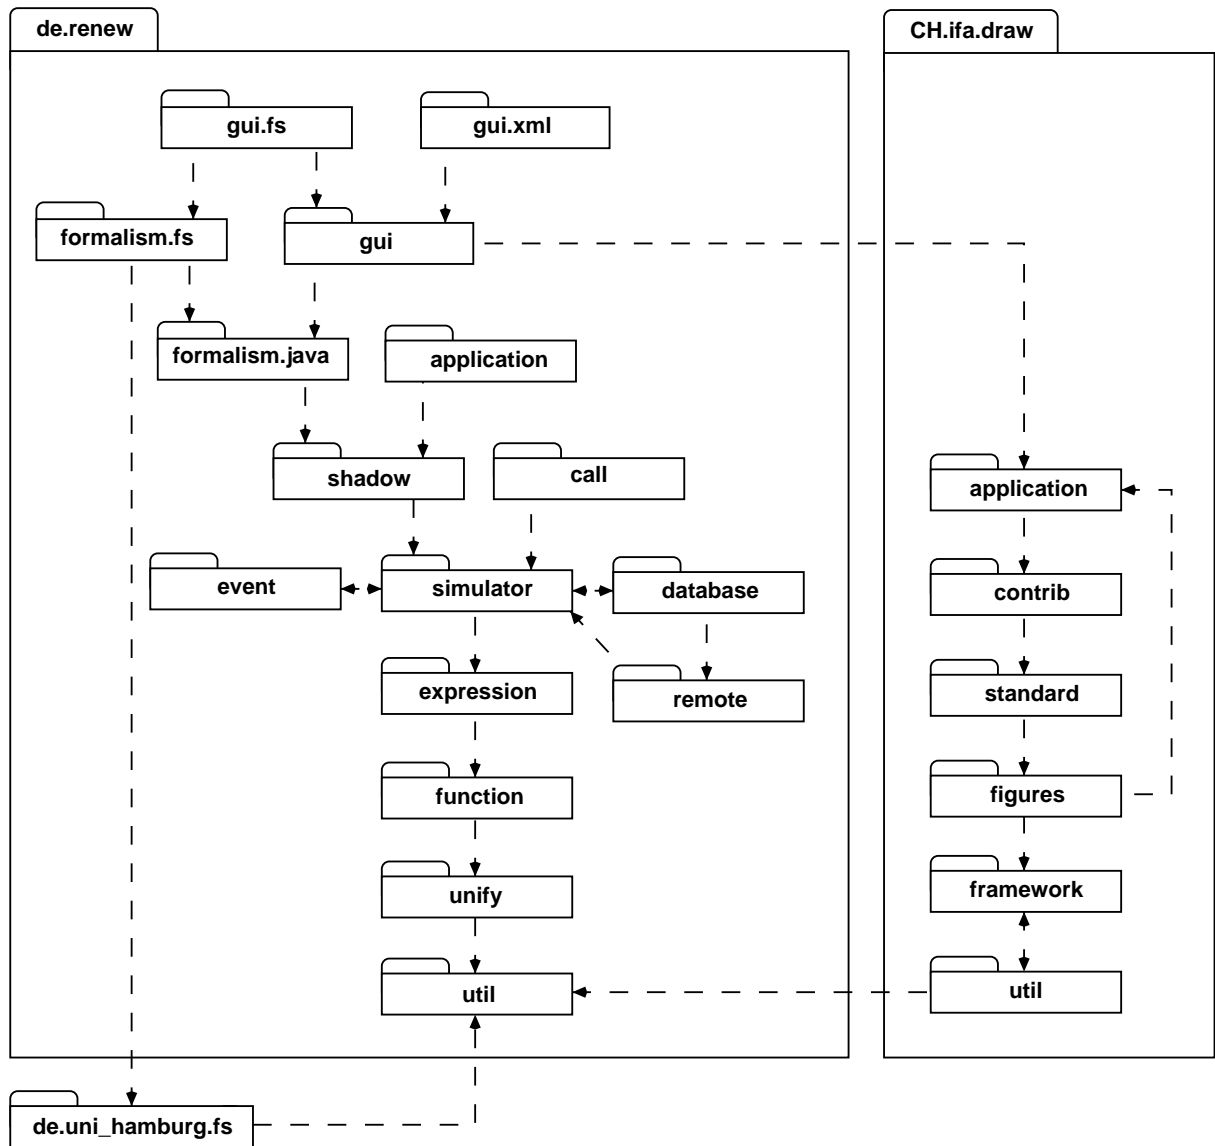 de.renew
CH.ifa.draw
gui.fs
gui.xml
formalism.fs
gui
formalism.java
application
shadow
call
application
event
simulator
database
contrib
expression
remote
standard
function
figures
unify
framework
util
util
de.uni_hamburg.fs